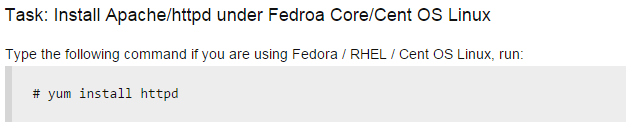 Task: Install Apache/httpd under Fedroa Core/Cent OS Linux
Type the following command if you are using Fedora / RHEL / Cent OS Linux, run:
# yum install httpd